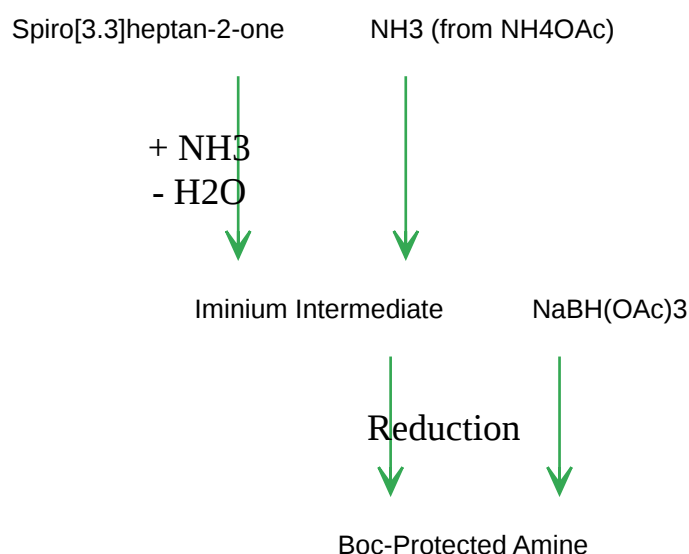 Spiro[3.3]heptan-2-one
NH3 (from NH4OAc)
+ NH3
- H2O
Iminium Intermediate
NaBH(OAc)3
Reduction
Boc-Protected Amine